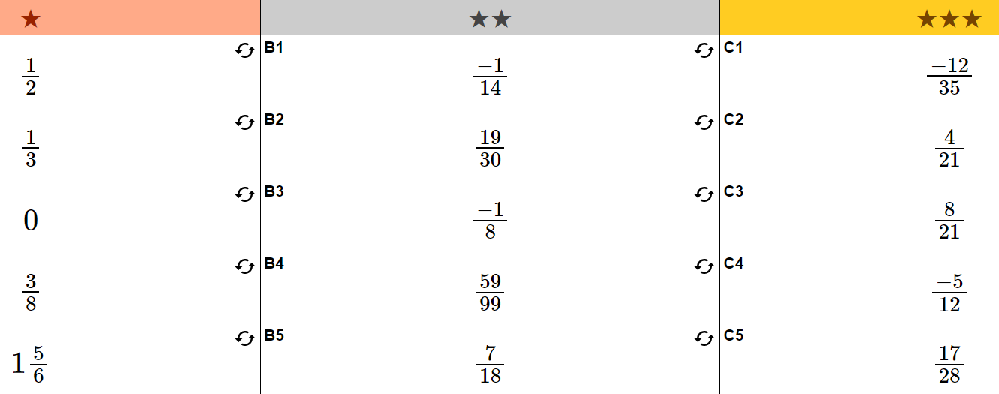 ★ ★★ ★★★
1/2 B1 -1/14 C1 -12/35
1/3 B2 19/30 C2 4/21
0 B3 -1/8 C3 8/21
3/8 B4 59/99 C4 -5/12
1 5/6 B5 7/18 C5 17/28